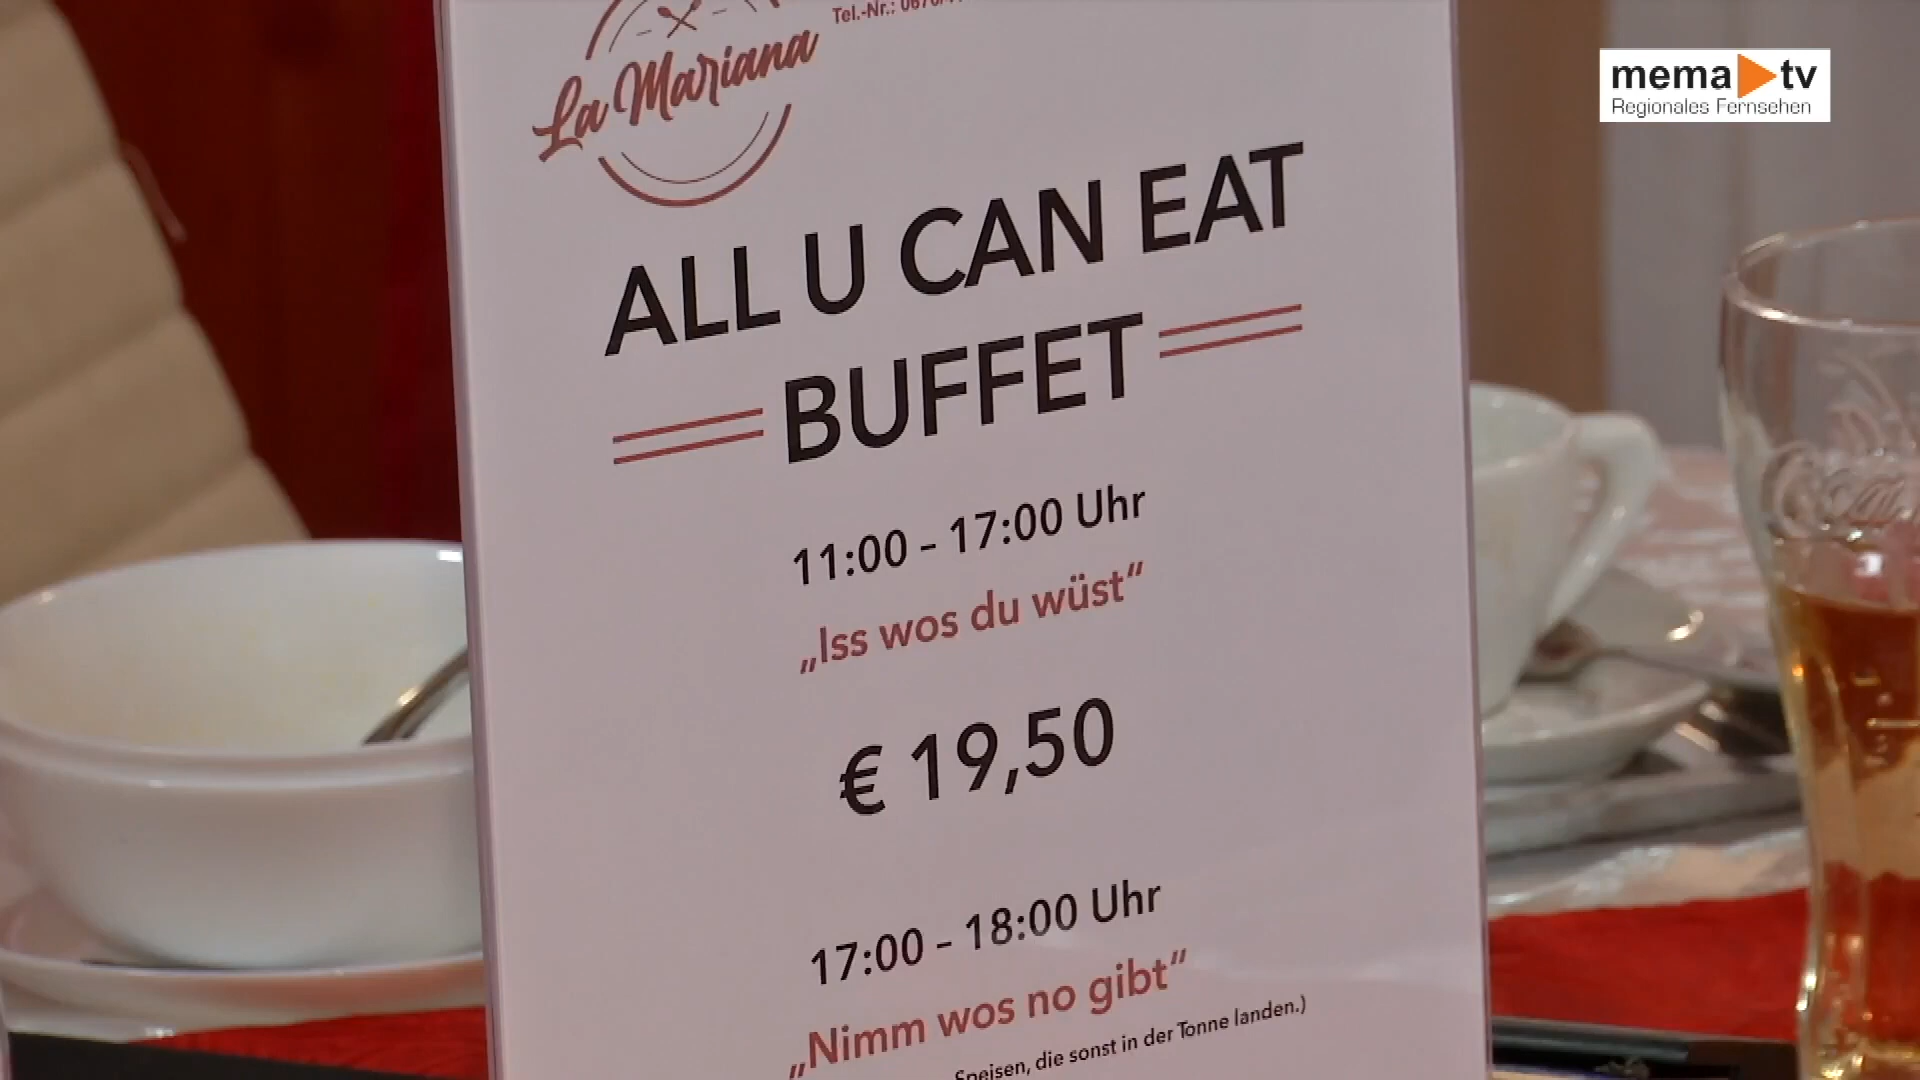 Tel.-Nr.:
La Mariana
mema tv
Regionales Fernsehen
ALL U CAN EAT
BUFFET
11:00 – 17:00 Uhr
„Iss wos du wüst“
€ 19,50
17:00 – 18:00 Uhr
„Nimm wos no gibt“
Speisen, die sonst in der Tonne landen.)